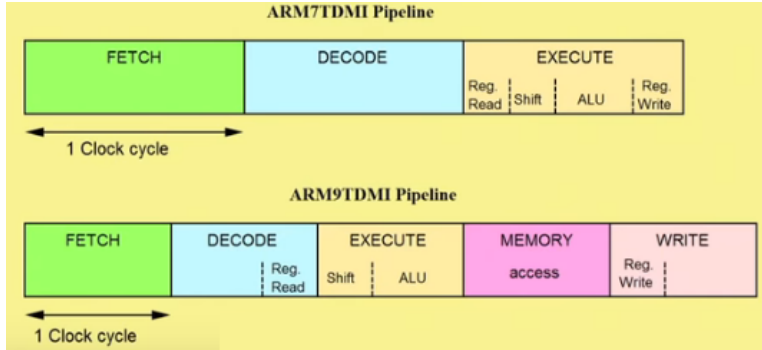 ARM7TDMI Pipeline
FETCH DECODE EXECUTE
Reg. Read Shift ALU Reg. Write
1 Clock cycle
ARM9TDMI Pipeline
FETCH DECODE EXECUTE MEMORY WRITE
Reg. Read Shift ALU access Reg. Write
1 Clock cycle